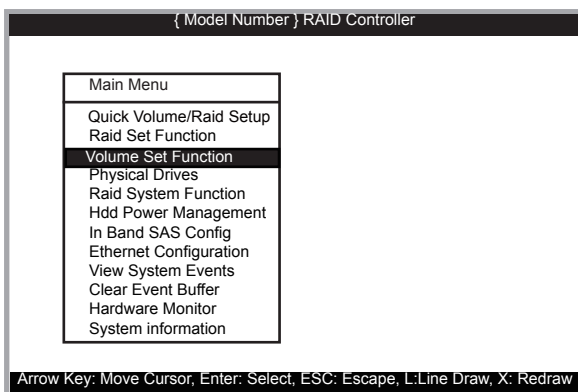 { Model Number } RAID Controller
Main Menu
Quick Volume/Raid Setup
Raid Set Function
Volume Set Function
Physical Drives
Raid System Function
Hdd Power Management
In Band SAS Config
Ethernet Configuration
View System Events
Clear Event Buffer
Hardware Monitor
System information
Arrow Key: Move Cursor, Enter: Select, ESC: Escape, L:Line Draw, X: Redraw